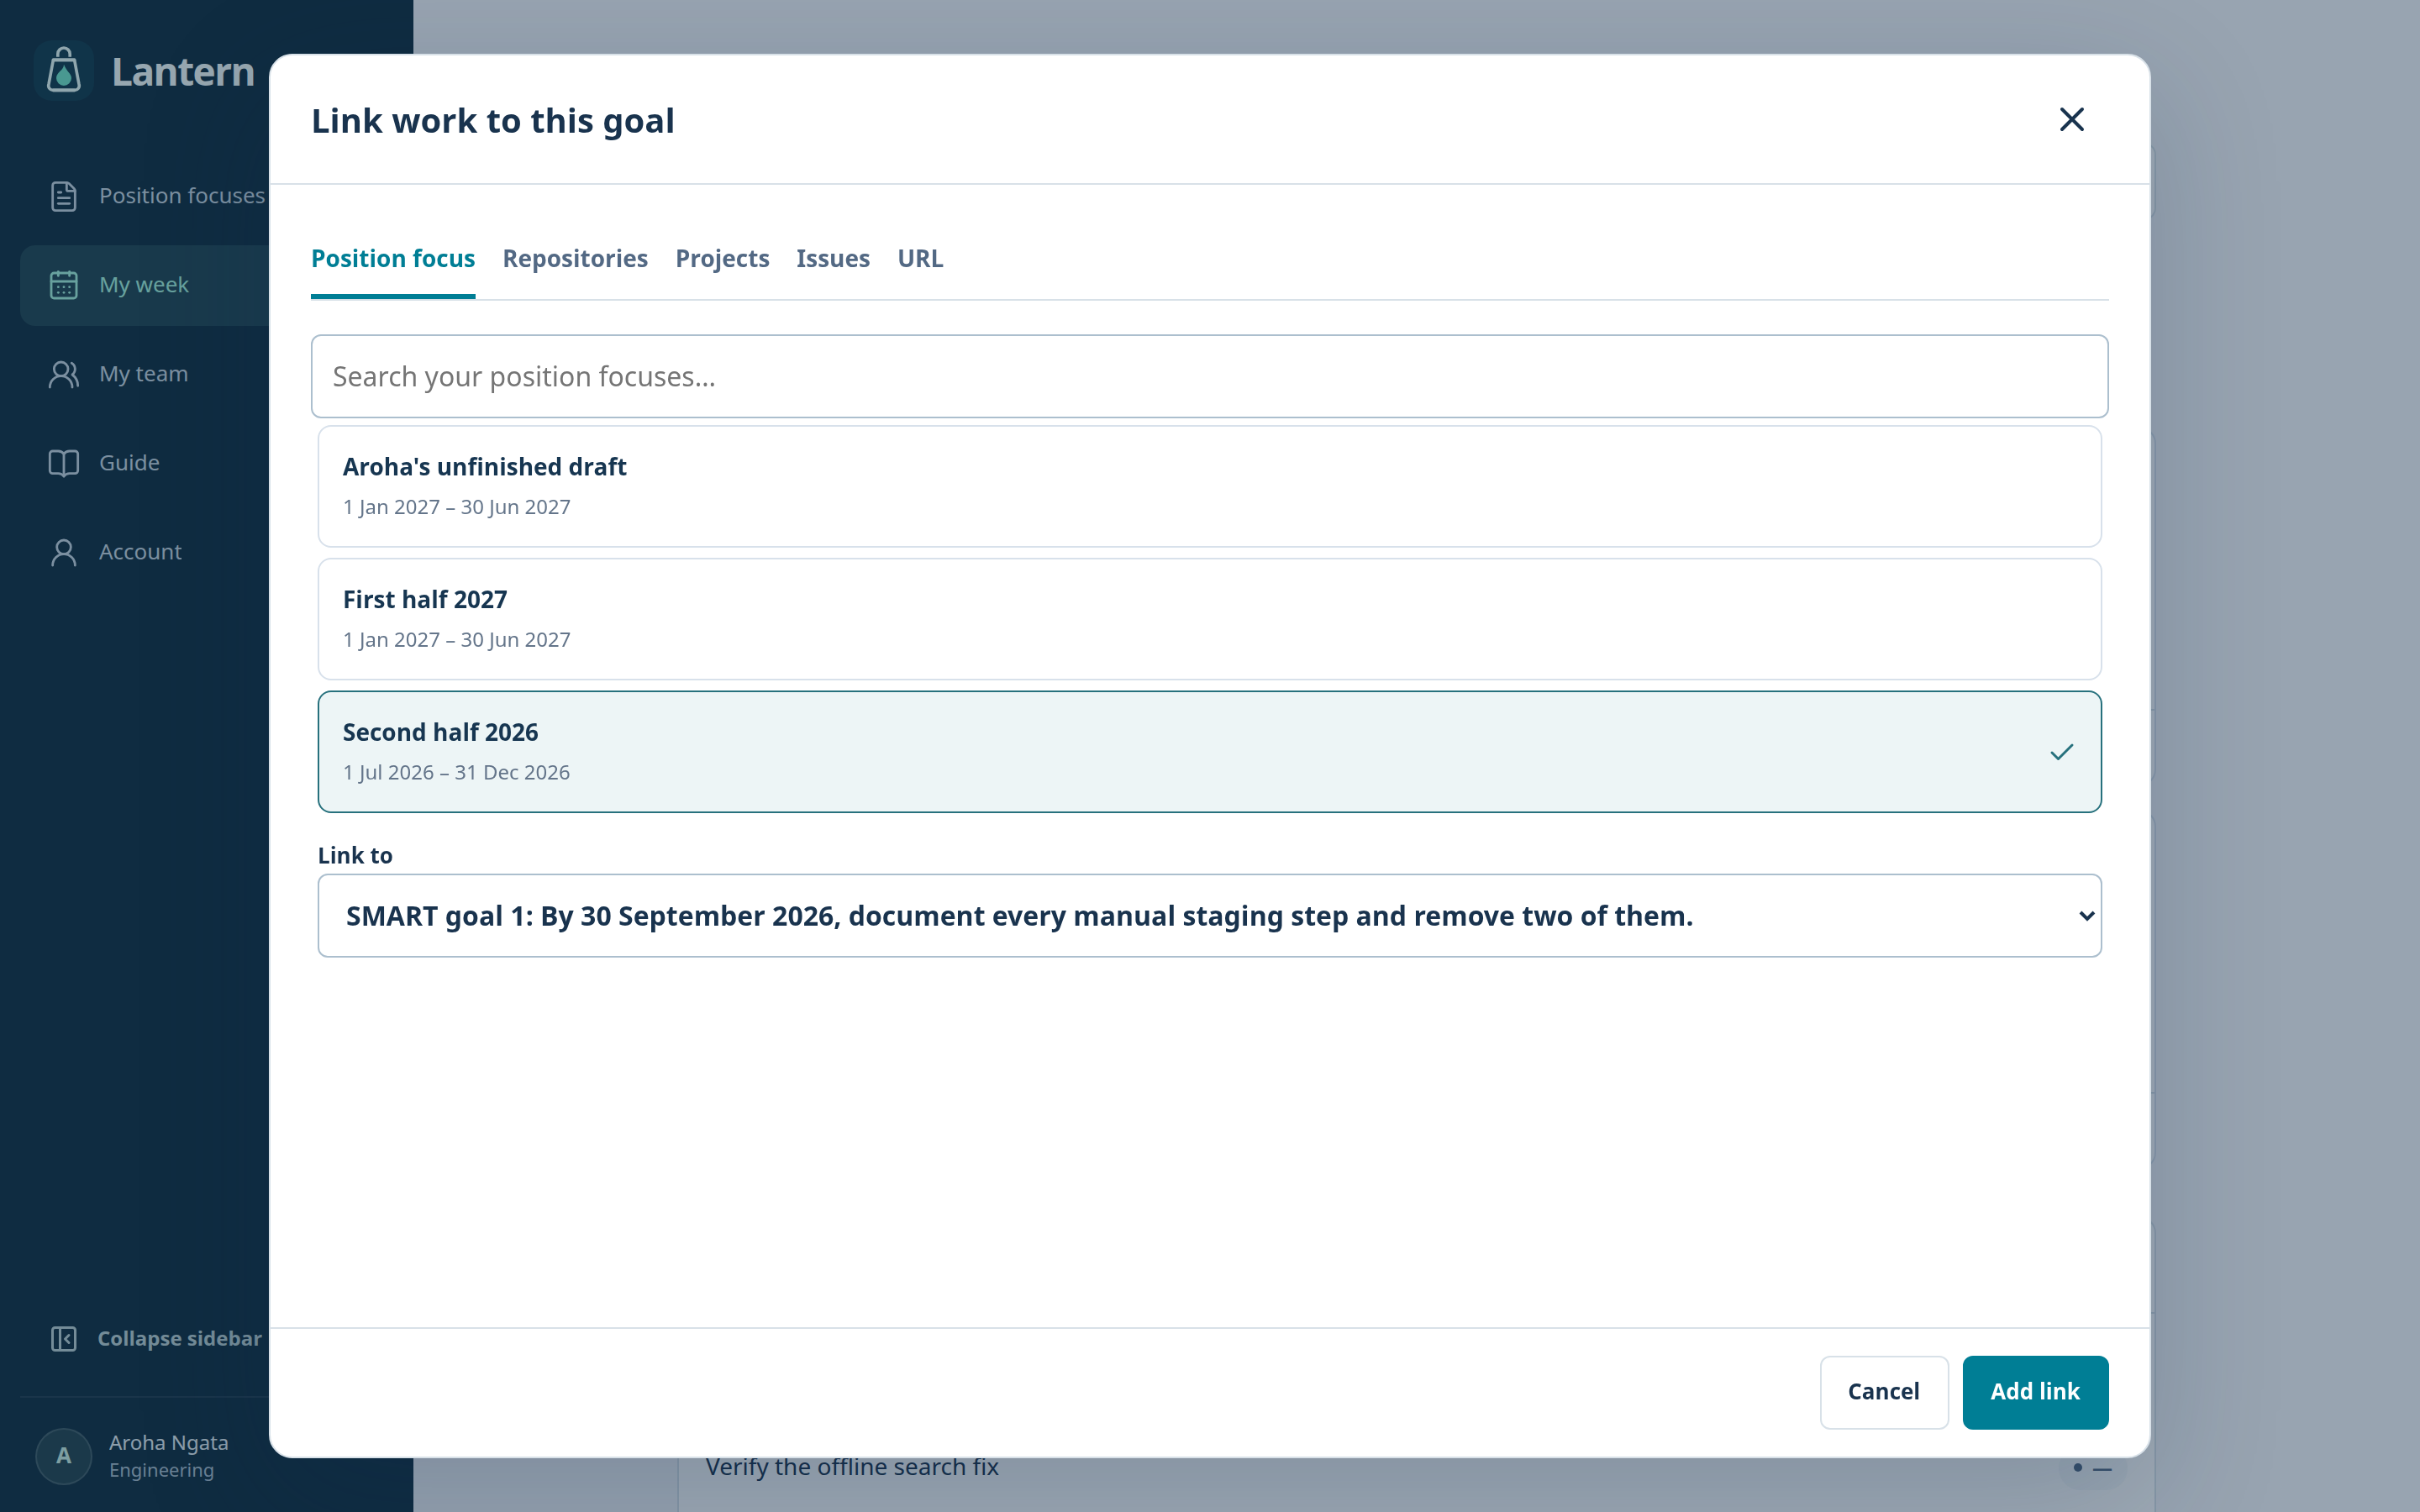 Lantern
Position focuses
My week
My team
Guide
Account
Collapse sidebar
A
Aroha Ngata
Engineering
Link work to this goal
Position focus Repositories Projects Issues URL
Search your position focuses...
Aroha's unfinished draft
1 Jan 2027 – 30 Jun 2027
First half 2027
1 Jan 2027 – 30 Jun 2027
Second half 2026
1 Jul 2026 – 31 Dec 2026
Link to
SMART goal 1: By 30 September 2026, document every manual staging step and remove two of them.
Cancel Add link
Verify the offline search fix
• —